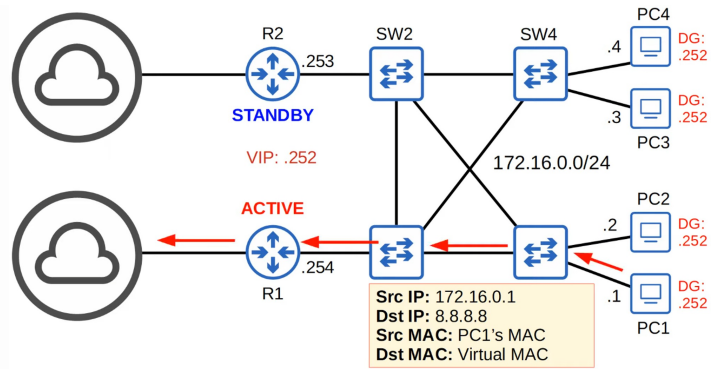 PC4
R2
SW2
SW4
DG:
.252
.4
.253
STANDBY
DG:
.252
.3
PC3
VIP: .252
172.16.0.0/24
PC2
ACTIVE
.2
DG:
.252
.254
R1
DG:
.252
.1
PC1
Src IP: 172.16.0.1
Dst IP: 8.8.8.8
Src MAC: PC1’s MAC
Dst MAC: Virtual MAC